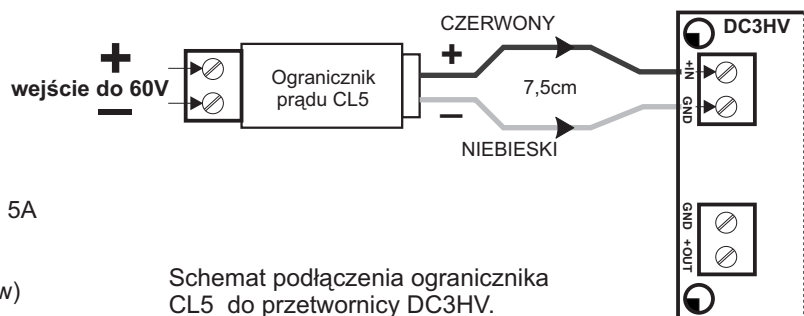 CZERWONY
DC3HV
+
+
wejście do 60V
–
Ogranicznik
prądu CL5
7,5cm
–
NIEBIESKI
+IN
GND
5A
GND +OUT
w)
Schemat podłączenia ogranicznika
CL5 do przetwornicy DC3HV.